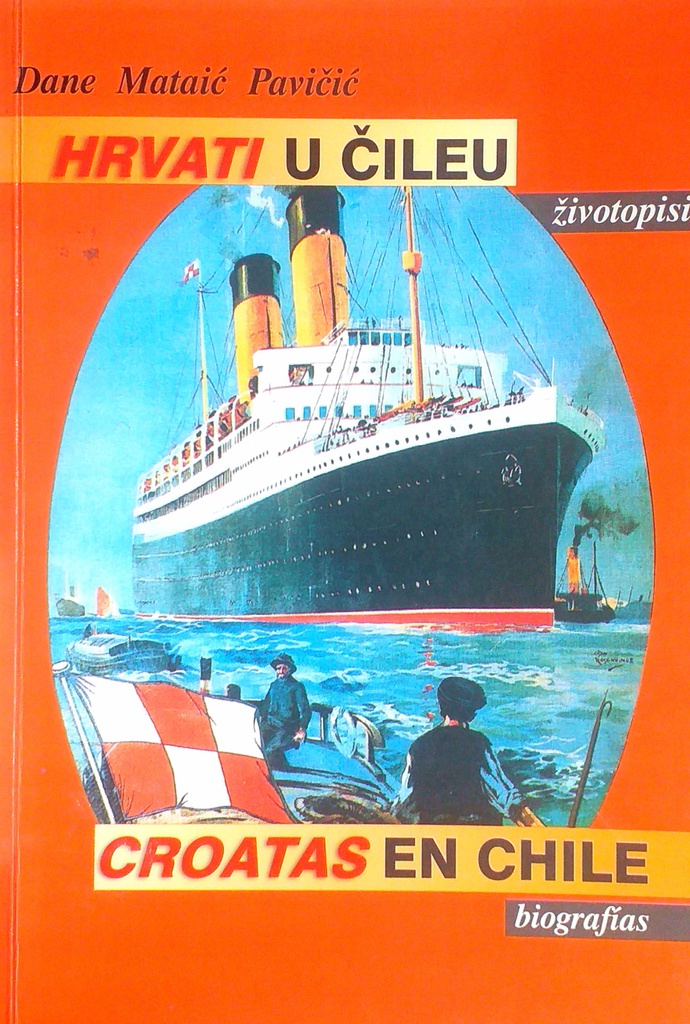 Dane Mataić Pavičić
HRVATI U ČILEU
životopisi
CROATAS EN CHILE
biografías